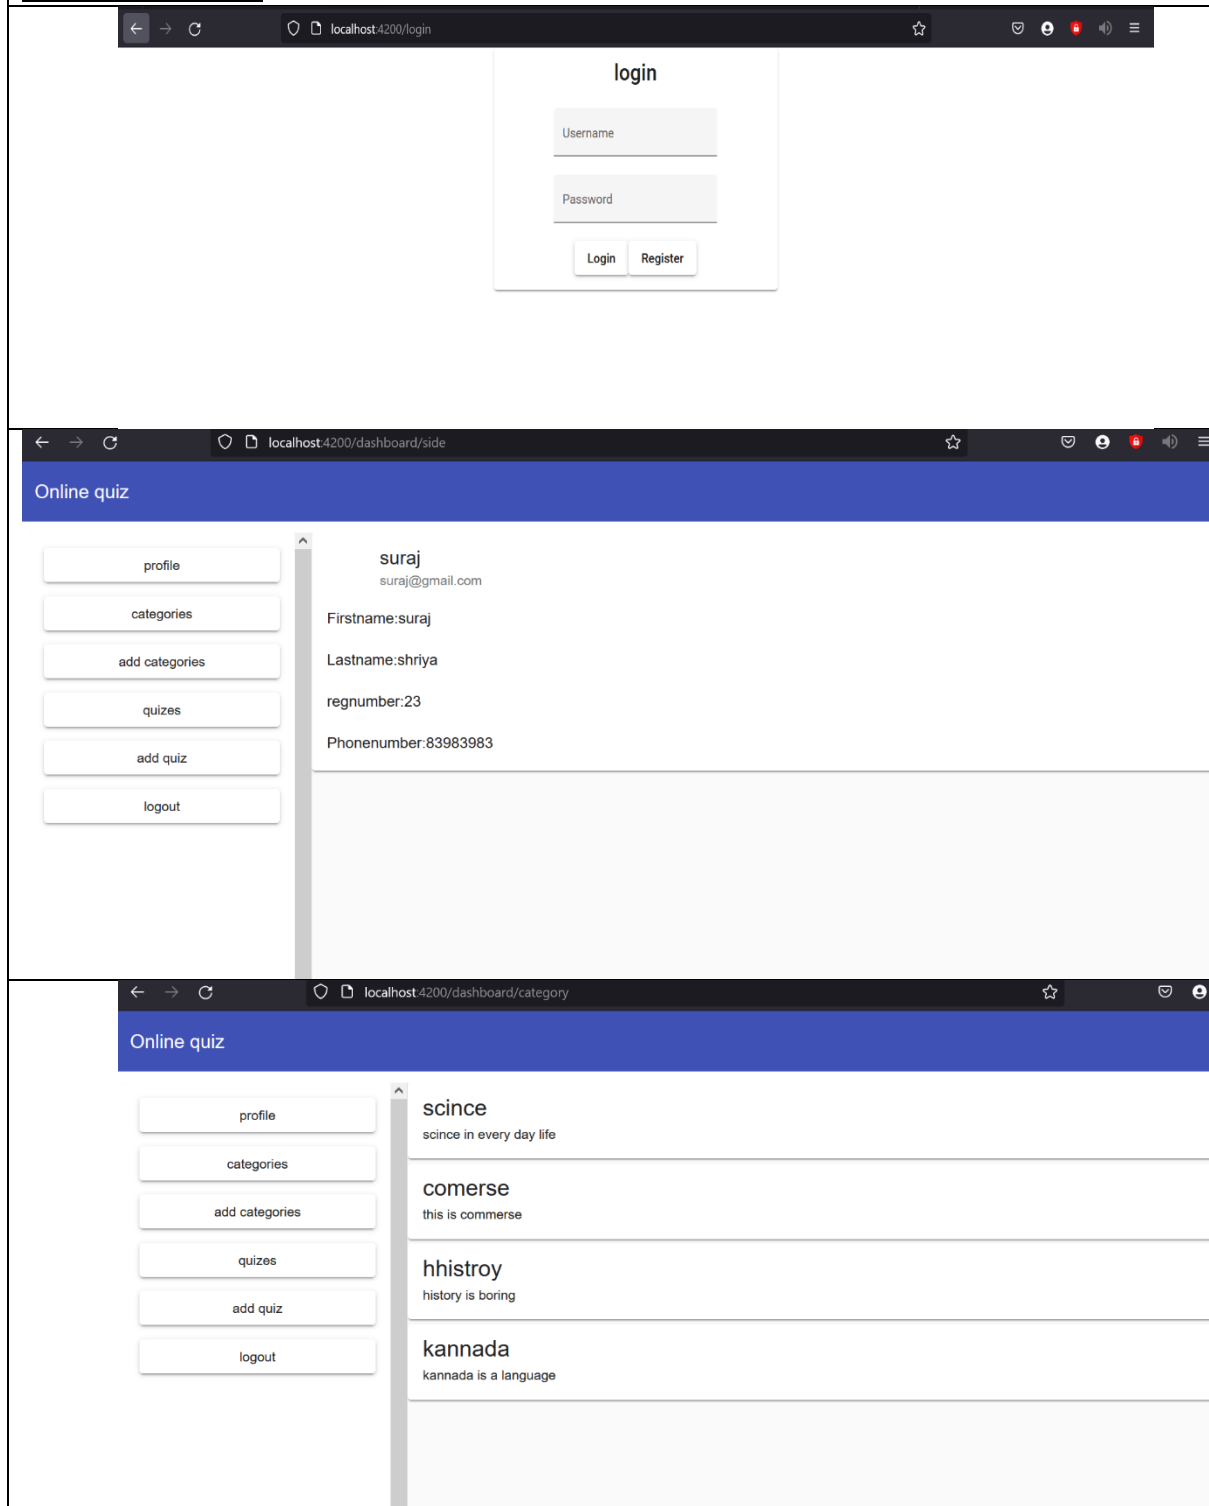 localhost:4200/login
login
Username
Password
Login Register
localhost:4200/dashboard/side
Online quiz
profile
categories
add categories
quizes
add quiz
logout
suraj
suraj@gmail.com
Firstname:suraj
Lastname:shriya
regnumber:23
Phonenumber:83983983
localhost:4200/dashboard/category
Online quiz
profile
categories
add categories
quizes
add quiz
logout
scince
scince in every day life
comerse
this is commerse
hhistroy
history is boring
kannada
kannada is a language